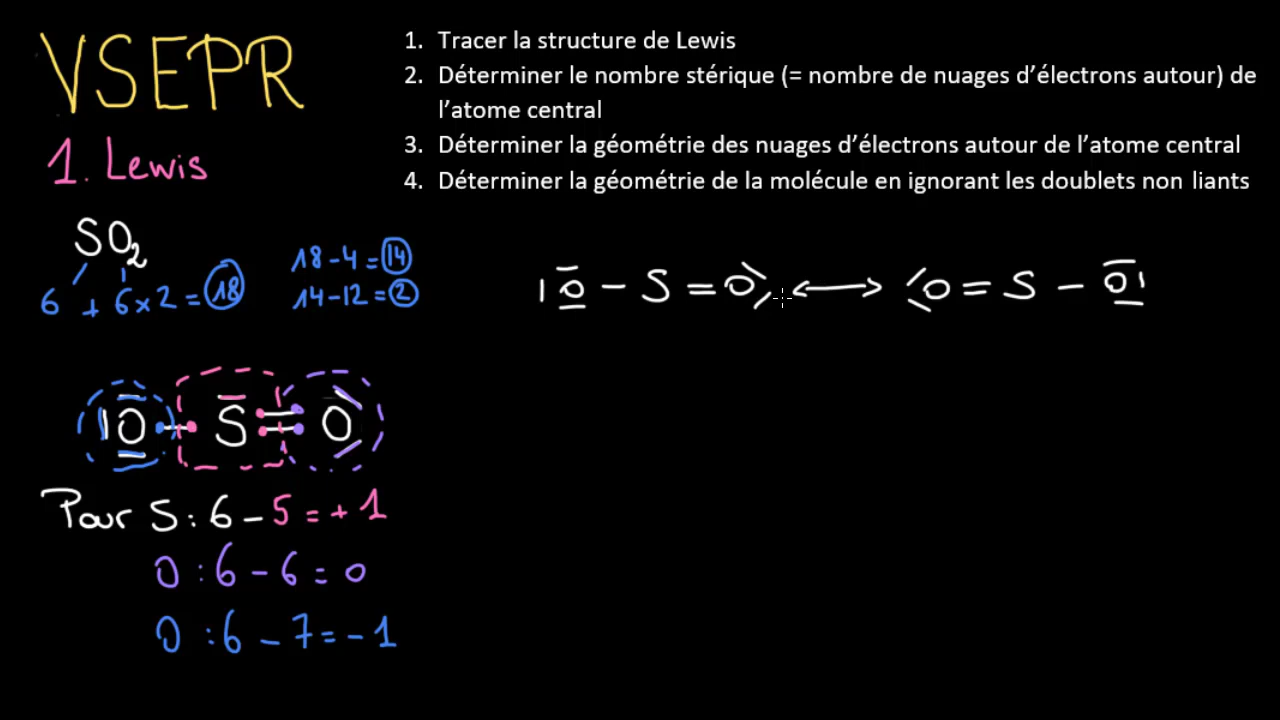 VSEPR
1. Tracer la structure de Lewis
2. Déterminer le nombre stérique (= nombre de nuages d’électrons autour) de
l’atome central
3. Déterminer la géométrie des nuages d’électrons autour de l’atome central
4. Déterminer la géométrie de la molécule en ignorant les doublets non liants
1. Lewis
SO₂
6 + 6 x 2 = 18
18 - 4 = 14
14 - 12 = 2
|O - S = O ⟷ O = S - O|
|O - S = O
Pour S : 6 - 5 = + 1
O : 6 - 6 = 0
O : 6 - 7 = - 1